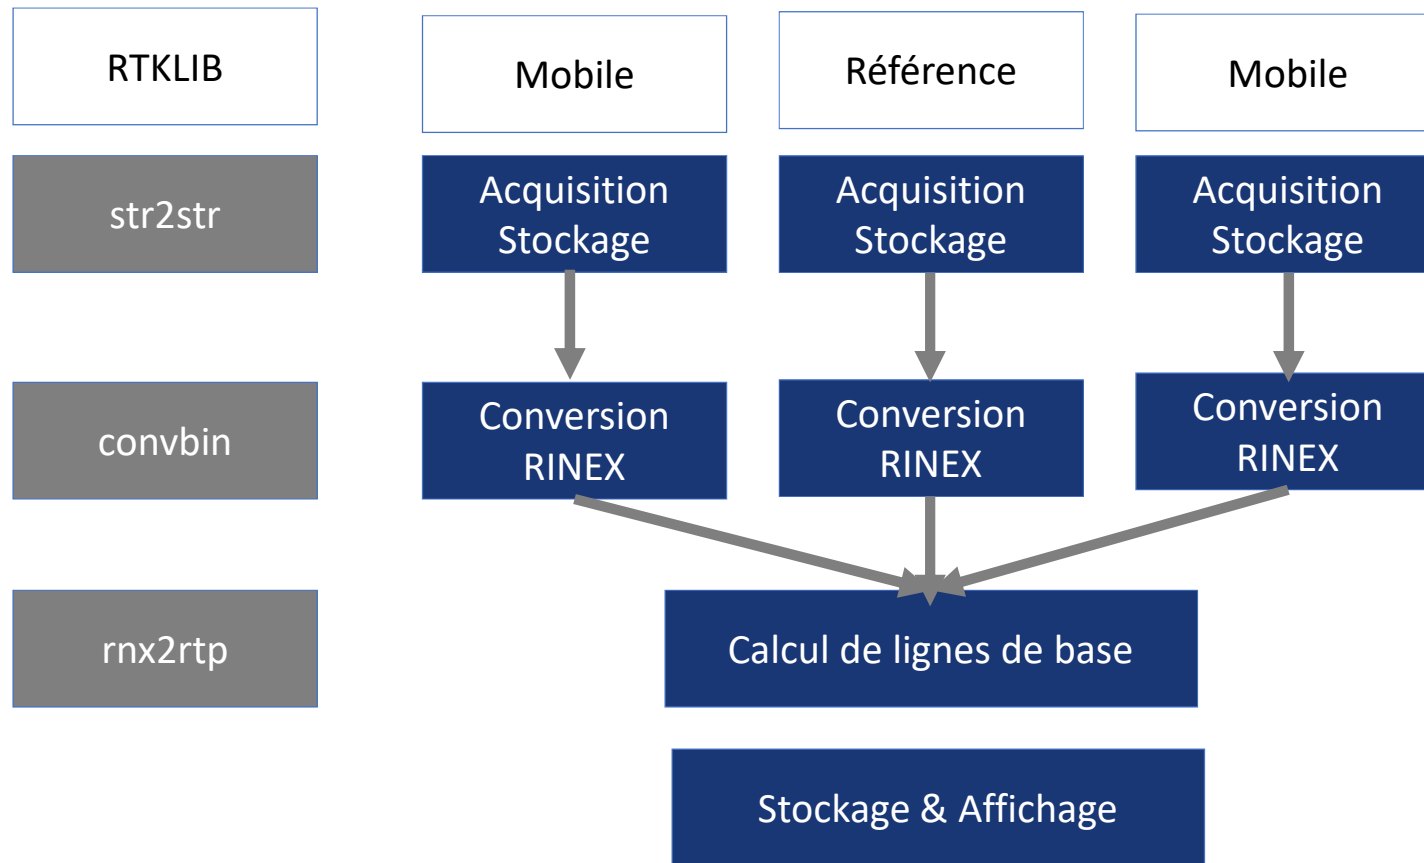 RTKLIB
Mobile
Référence
Mobile
str2str
Acquisition
Stockage
Acquisition
Stockage
Acquisition
Stockage
convbin
Conversion
RINEX
Conversion
RINEX
Conversion
RINEX
rnx2rtp
Calcul de lignes de base
Stockage & Affichage